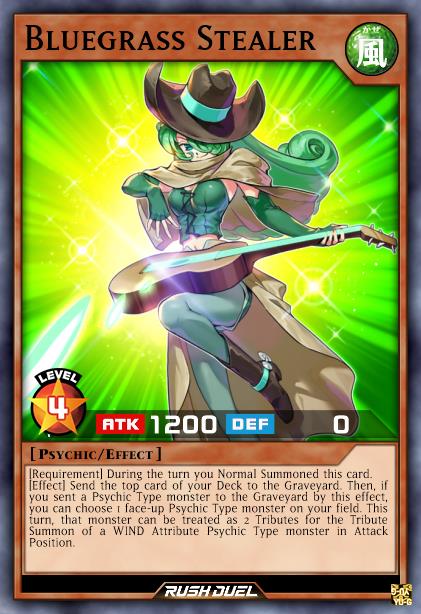 Bluegrass Stealer
かぜ
風
LEVEL
4
ATK 1200 DEF 0
[Psychic/Effect]
[Requirement] During the turn you Normal Summoned this card.
[Effect] Send the top card of your Deck to the Graveyard. Then, if
you sent a Psychic Type monster to the Graveyard by this effect,
you can choose 1 face-up Psychic Type monster on your field. This
turn, that monster can be treated as 2 Tributes for the Tribute
Summon of a WIND Attribute Psychic Type monster in Attack
Position.
RUSH DUEL